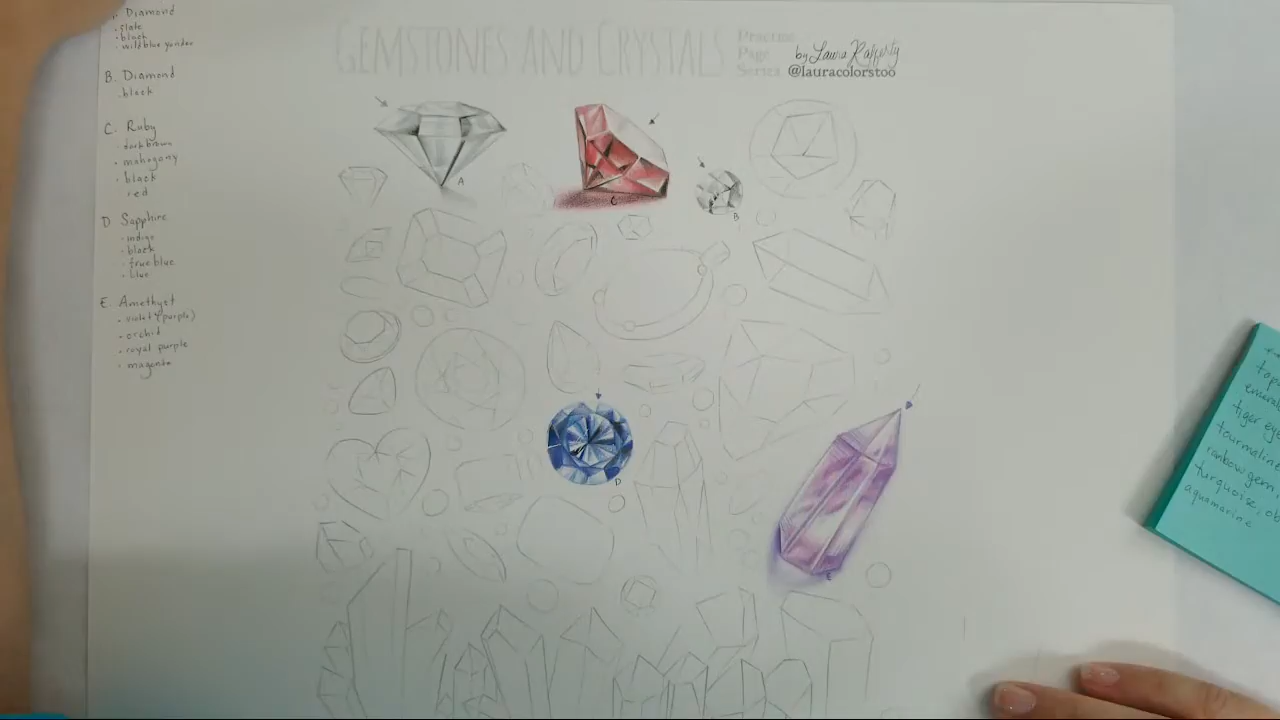 GEMSTONES AND CRYSTALS
Practice
Page
Series
by Laura Rafferty
@lauracolorstoo
A. Diamond
• slate
• black
• wild blue yonder
B. Diamond
• black
C. Ruby
• dark brown
• mahogany
• black
• red
D Sapphire
• indigo
• black
• true blue
• blue
E. Amethyst
• violet (purple)
• orchid
• royal purple
• magenta
A
C
B
D
E
tiger eye
tourmaline
rainbow gem
turquoise,
aquamarine